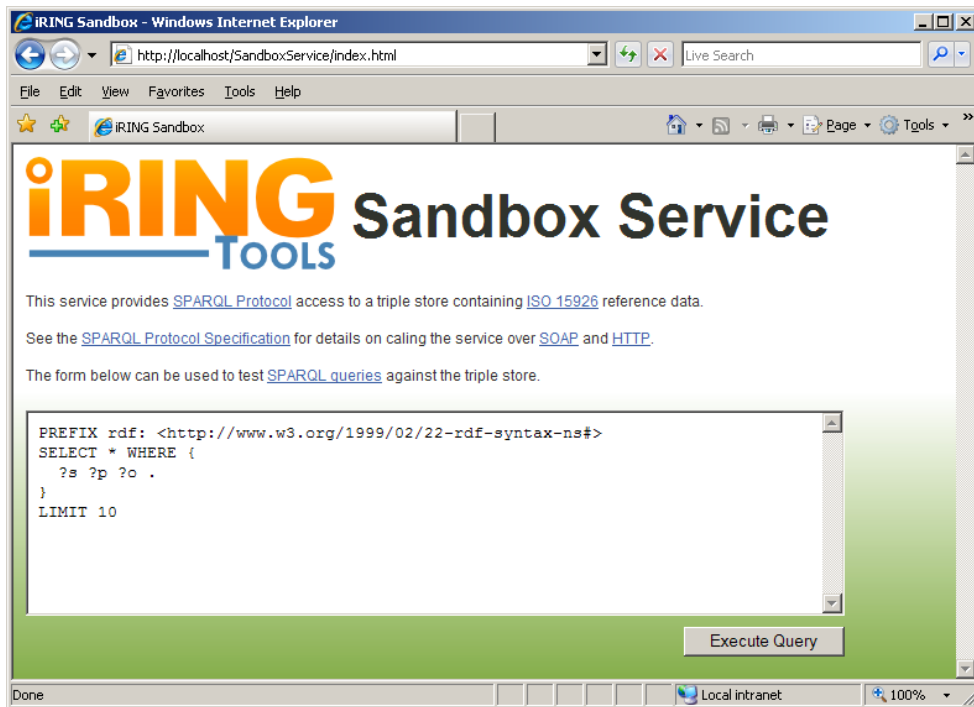 iRING Sandbox - Windows Internet Explorer
http://localhost/SandboxService/index.html
Live Search
File Edit View Favorites Tools Help
iRING Sandbox
Page Tools »
iRING
TOOLS
Sandbox Service
This service provides SPARQL Protocol access to a triple store containing ISO 15926 reference data.
See the SPARQL Protocol Specification for details on caling the service over SOAP and HTTP.
The form below can be used to test SPARQL queries against the triple store.
PREFIX rdf: <http://www.w3.org/1999/02/22-rdf-syntax-ns#>
SELECT * WHERE {
?s ?p ?o .
}
LIMIT 10
Execute Query
Done
Local intranet
100%